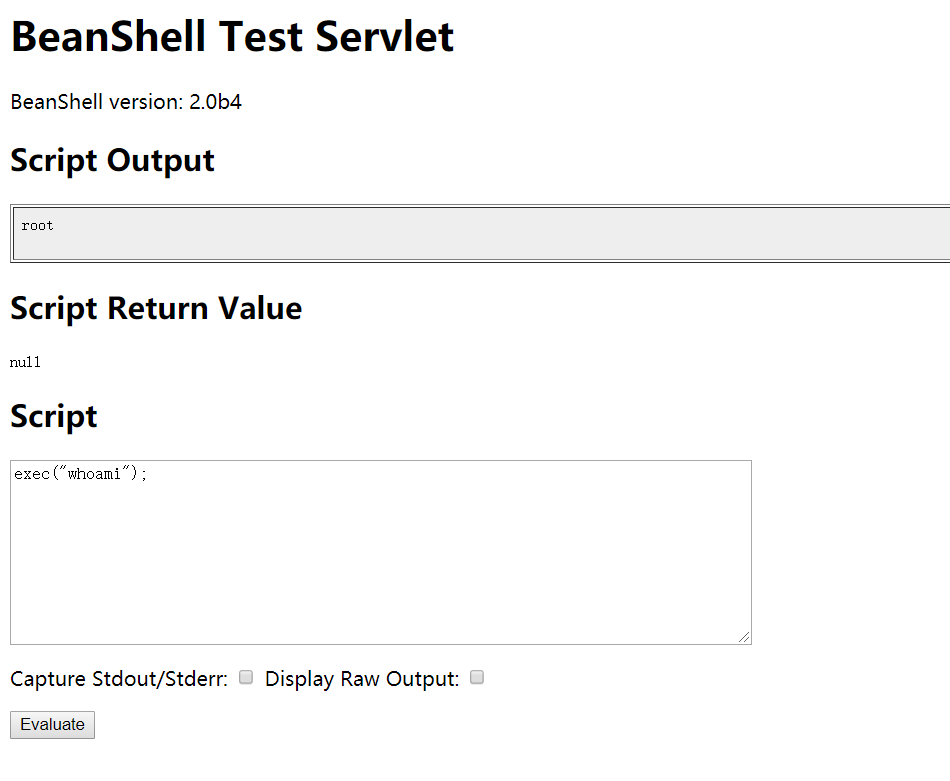 BeanShell Test Servlet
BeanShell version: 2.0b4
Script Output
root
Script Return Value
null
Script
exec("whoami");
Capture Stdout/Stderr: Display Raw Output:
Evaluate